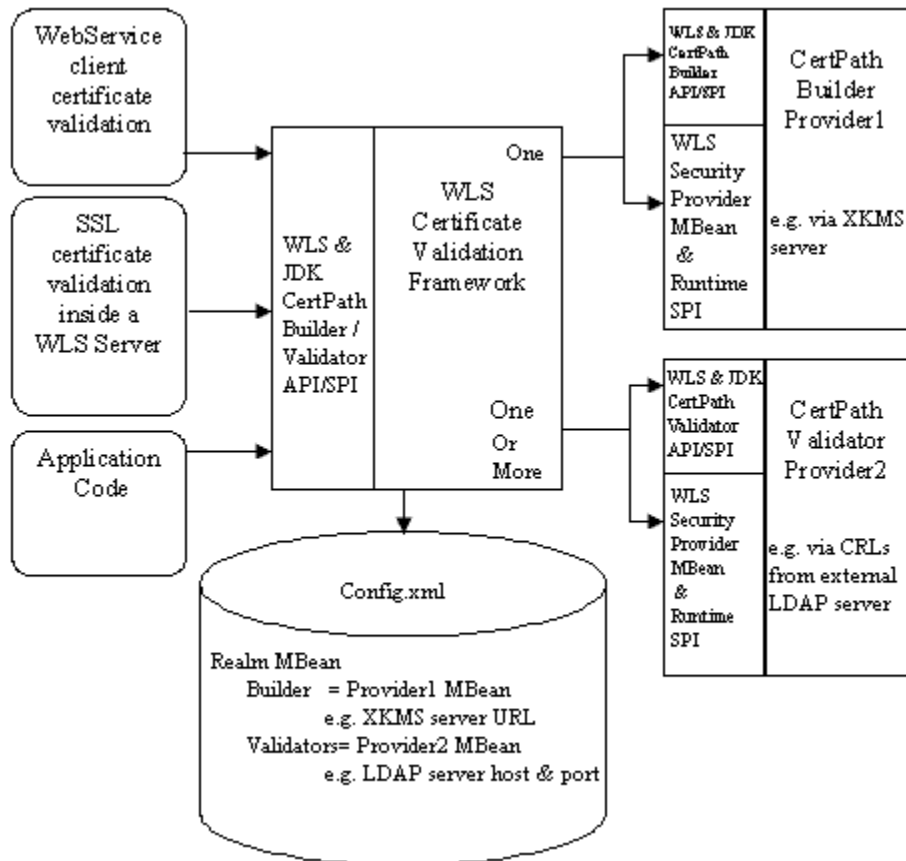 WebService
client
certificate
validation
SSL
certificate
validation
inside a
WLS Server
Application
Code
WLS &
JDK
CertPath
Builder /
Validator
API/SPI
One
WLS
Certificate
Validation
Framework
One
Or
More
WLS & JDK
CertPath
Builder
API/SPI
WLS
Security
Provider
MBean
&
Runtime
SPI
CertPath
Builder
Provider1
e.g. via XKMS
server
WLS & JDK
CertPath
Validator
API/SPI
WLS
Security
Provider
MBean
&
Runtime
SPI
CertPath
Validator
Provider2
e.g. via CRLs
from external
LDAP server
Config.xml
Realm MBean
Builder = Provider1 MBean
e.g. XKMS server URL
Validators= Provider2 MBean
e.g. LDAP server host & port